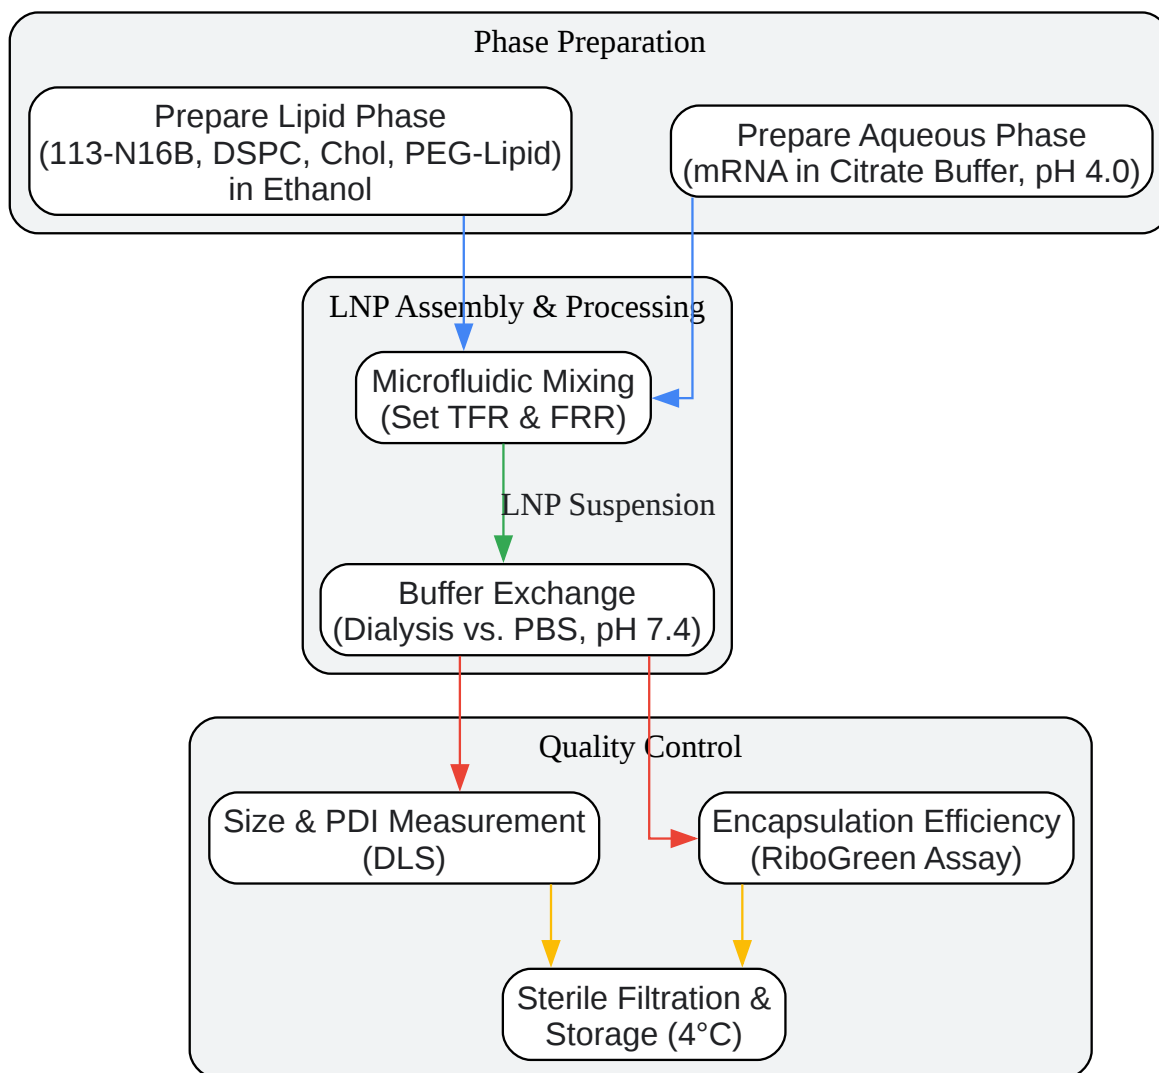 Phase Preparation
Prepare Lipid Phase
(113-N16B, DSPC, Chol, PEG-Lipid)
in Ethanol
Prepare Aqueous Phase
(mRNA in Citrate Buffer, pH 4.0)
LNP Assembly & Processing
Microfluidic Mixing
(Set TFR & FRR)
LNP Suspension
Buffer Exchange
(Dialysis vs. PBS, pH 7.4)
Quality Control
Size & PDI Measurement
(DLS)
Encapsulation Efficiency
(RiboGreen Assay)
Sterile Filtration &
Storage (4°C)